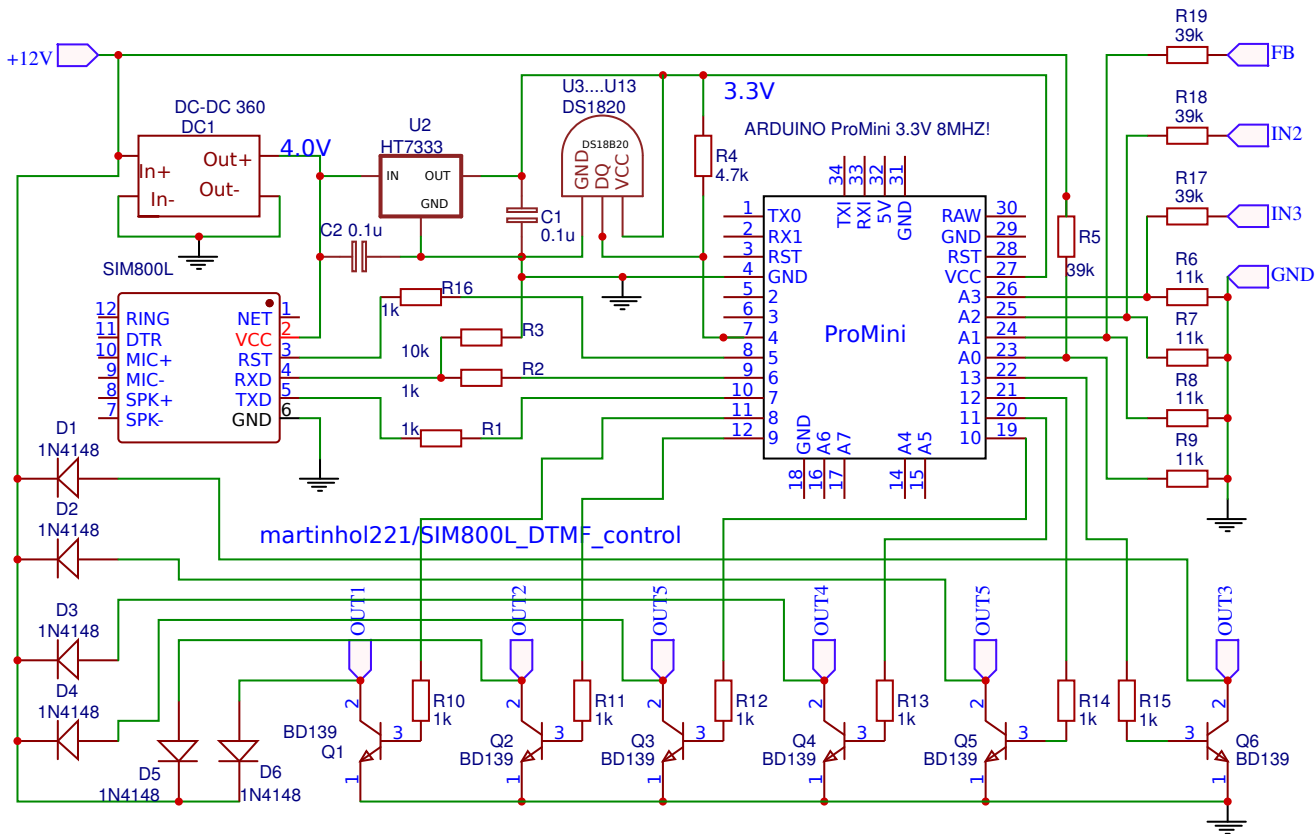 +12V
DC-DC 360
DC1
In+
In-
Out+
Out-
4.0V
U2
HT7333
IN
OUT
GND
C2 0.1u
C1
0.1u
U3....U13
DS1820
DS18B20
GND
DQ
VCC
3.3V
R4
4.7k
ARDUINO ProMini 3.3V 8MHZ!
ProMini
34
33
32
31
TXI
RXI
5V
GND
1 TX0
2 RX1
3 RST
4 GND
5 2
6 3
7 4
8 5
9 6
10 7
11 8
12 9
RAW 30
GND 29
RST 28
VCC 27
A3 26
A2 25
A1 24
A0 23
13 22
12 21
11 20
10 19
GND
A6
A7
A4
A5
18
16
17
14
15
R5
39k
R19
39k
FB
R18
39k
IN2
R17
39k
IN3
R6
11k
GND
R7
11k
R8
11k
R9
11k
SIM800L
12 RING
11 DTR
10 MIC+
9 MIC-
8 SPK+
7 SPK-
NET 1
VCC 2
RST 3
RXD 4
TXD 5
GND 6
R16
1k
R3
10k
R2
1k
R1
1k
martinhol221/SIM800L_DTMF_control
D1
1N4148
D2
1N4148
D3
1N4148
D4
1N4148
D5
1N4148
D6
1N4148
OUT1
OUT2
OUT5
OUT4
OUT5
OUT3
R10
1k
R11
1k
R12
1k
R13
1k
R14
1k
R15
1k
2
3
1
BD139
Q1
2
3
1
Q2
BD139
2
3
1
Q3
BD139
2
3
1
Q4
BD139
2
3
1
Q5
BD139
2
3
1
Q6
BD139